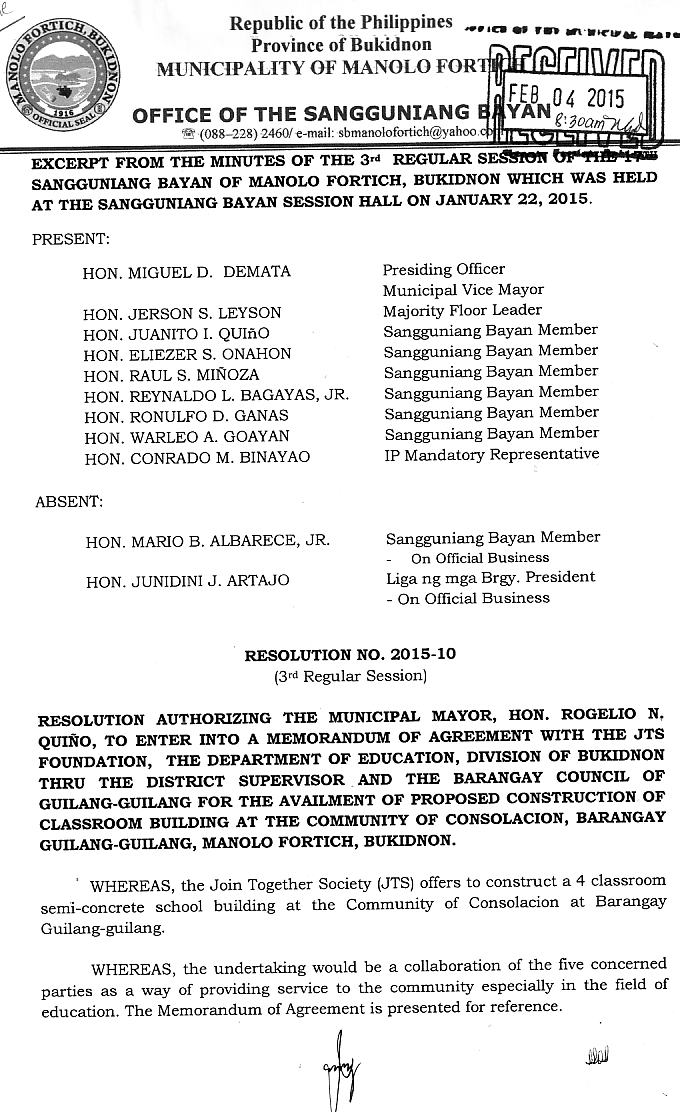 Republic of the Philippines
Province of Bukidnon
MUNICIPALITY OF MANOLO FORTICH
OFFICE OF THE SANGGUNIANG BAYAN
☏ (088-228) 2460/ e-mail: sbmanolofortich@yahoo.
MANOLO FORTICH, BUKIDNON
1916
OFFICIAL SEAL
RECEIVED
FEB 04 2015
8:30am
EXCERPT FROM THE MINUTES OF THE 3rd REGULAR SESSION OF THE
SANGGUNIANG BAYAN OF MANOLO FORTICH, BUKIDNON WHICH WAS HELD
AT THE SANGGUNIANG BAYAN SESSION HALL ON JANUARY 22, 2015.
PRESENT:
HON. MIGUEL D. DEMATA Presiding Officer
Municipal Vice Mayor
HON. JERSON S. LEYSON Majority Floor Leader
HON. JUANITO I. QUIñO Sangguniang Bayan Member
HON. ELIEZER S. ONAHON Sangguniang Bayan Member
HON. RAUL S. MIÑOZA Sangguniang Bayan Member
HON. REYNALDO L. BAGAYAS, JR. Sangguniang Bayan Member
HON. RONULFO D. GANAS Sangguniang Bayan Member
HON. WARLEO A. GOAYAN Sangguniang Bayan Member
HON. CONRADO M. BINAYAO IP Mandatory Representative
ABSENT:
HON. MARIO B. ALBARECE, JR. Sangguniang Bayan Member
- On Official Business
HON. JUNIDINI J. ARTAJO Liga ng mga Brgy. President
- On Official Business
RESOLUTION NO. 2015-10
(3rd Regular Session)
RESOLUTION AUTHORIZING THE MUNICIPAL MAYOR, HON. ROGELIO N.
QUIÑO, TO ENTER INTO A MEMORANDUM OF AGREEMENT WITH THE JTS
FOUNDATION, THE DEPARTMENT OF EDUCATION, DIVISION OF BUKIDNON
THRU THE DISTRICT SUPERVISOR AND THE BARANGAY COUNCIL OF
GUILANG-GUILANG FOR THE AVAILMENT OF PROPOSED CONSTRUCTION OF
CLASSROOM BUILDING AT THE COMMUNITY OF CONSOLACION, BARANGAY
GUILANG-GUILANG, MANOLO FORTICH, BUKIDNON.
WHEREAS, the Join Together Society (JTS) offers to construct a 4 classroom
semi-concrete school building at the Community of Consolacion at Barangay
Guilang-guilang.
WHEREAS, the undertaking would be a collaboration of the five concerned
parties as a way of providing service to the community especially in the field of
education. The Memorandum of Agreement is presented for reference.